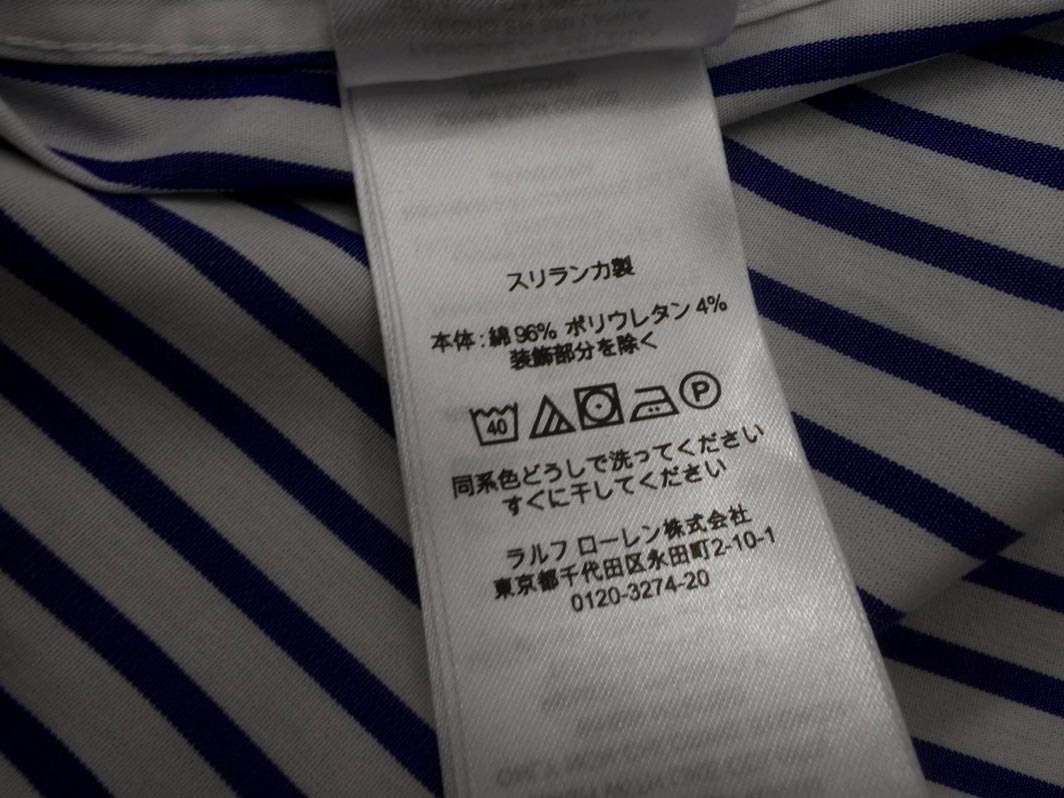 スリランカ製
本体:綿96% ポリウレタン4%
装飾部分を除く
40 P
同系色どうしで洗ってください
すぐに干してください
ラルフ ローレン株式会社
東京都千代田区永田町2-10-1
0120-3274-20